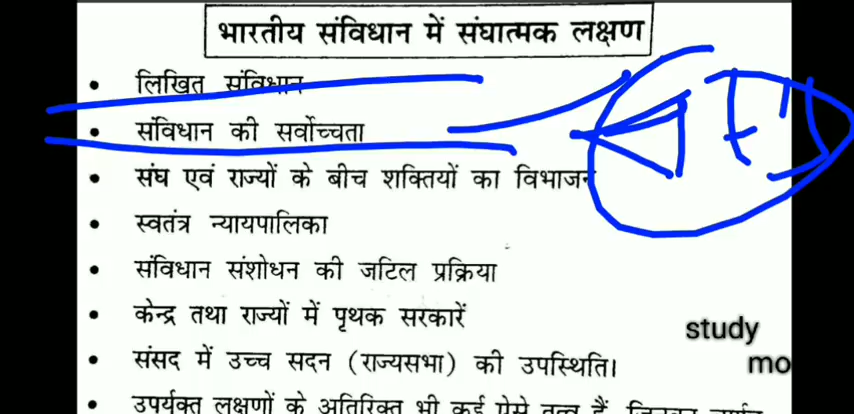 भारतीय संविधान में संघात्मक लक्षण
• लिखित संविधान
• संविधान की सर्वोच्चता
• संघ एवं राज्यों के बीच शक्तियों का विभाजन
• स्वतंत्र न्यायपालिका
• संविधान संशोधन की जटिल प्रक्रिया
• केन्द्र तथा राज्यों में पृथक सरकारें
study
• संसद में उच्च सदन (राज्यसभा) की उपस्थिति।
mo
• उपर्यक्त लक्षणों के अतिरिक्त भी कई ऐसे तत्व हैं,